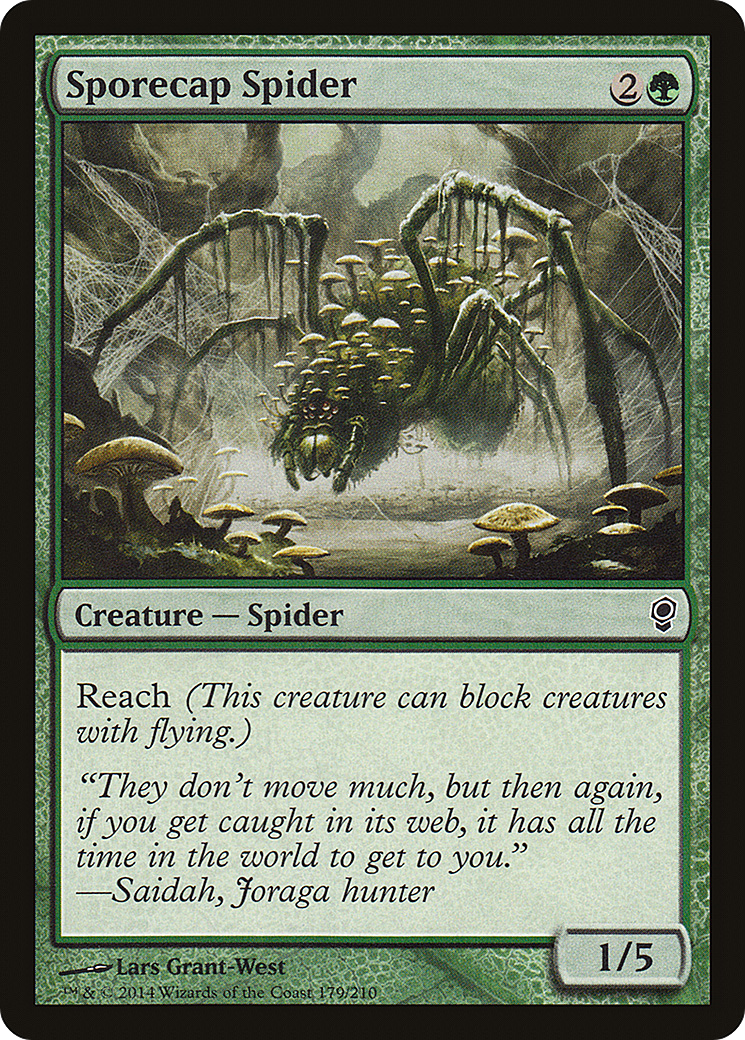 Sporecap Spider 2
Creature — Spider
Reach (This creature can block creatures
with flying.)
“They don’t move much, but then again,
if you get caught in its web, it has all the
time in the world to get to you.”
—Saidah, Joraga hunter
1/5
Lars Grant-West
™ & © 2014 Wizards of the Coast 179/210